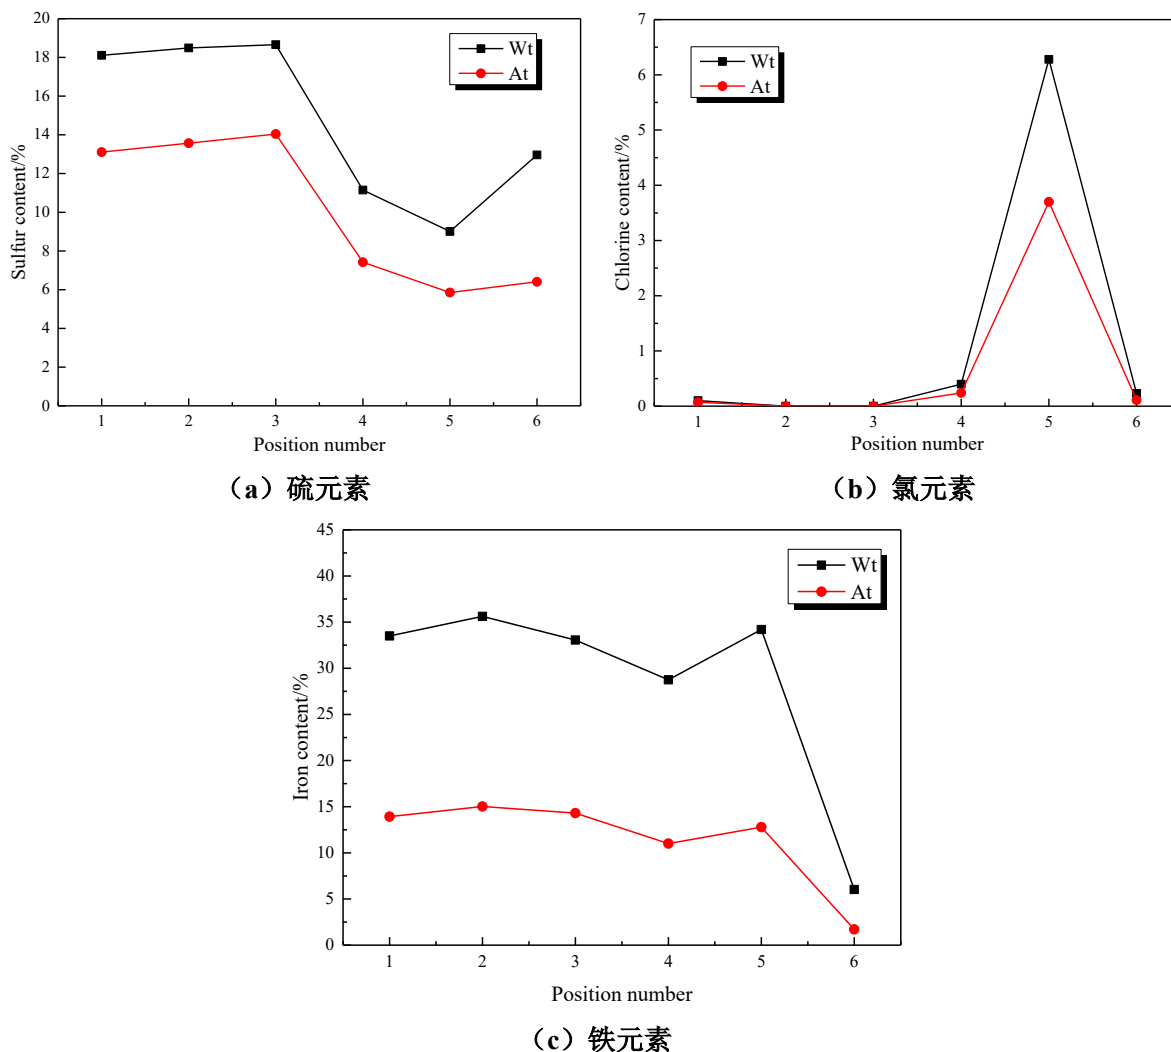 20
18
16
14
12
10
8
6
4
2
0
Sulfur content/%
Wt
At
1 2 3 4 5 6
Position number
（a）硫元素
7
6
5
4
3
2
1
0
Chlorine content/%
Wt
At
1 2 3 4 5 6
Position number
（b）氯元素
45
40
35
30
25
20
15
10
5
0
Iron content/%
Wt
At
1 2 3 4 5 6
Position number
（c）铁元素